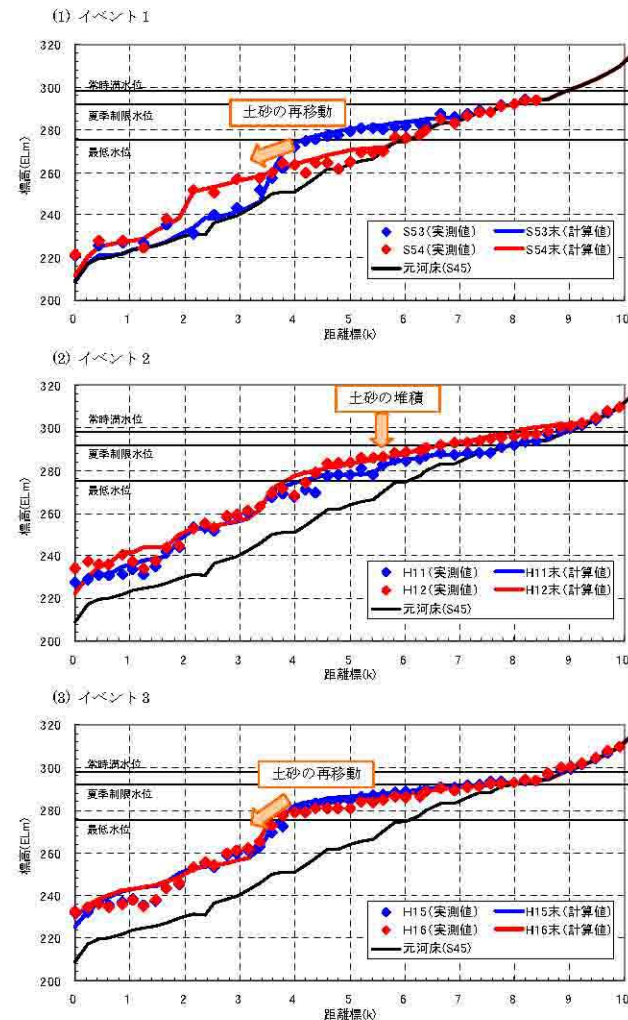 (1) イベント1
320
300
280
260
240
220
200
標高(ELm)
常時満水位
夏季制限水位
最低水位
土砂の再移動
S53(実測値)
S53末(計算値)
S54(実測値)
S54末(計算値)
元河床(S45)
0 1 2 3 4 5 6 7 8 9 10
距離標(k)
(2) イベント2
320
300
280
260
240
220
200
標高(ELm)
常時満水位
夏季制限水位
最低水位
土砂の堆積
H11(実測値)
H11末(計算値)
H12(実測値)
H12末(計算値)
元河床(S45)
0 1 2 3 4 5 6 7 8 9 10
距離標(k)
(3) イベント3
320
300
280
260
240
220
200
標高(ELm)
常時満水位
夏季制限水位
最低水位
土砂の再移動
H15(実測値)
H15末(計算値)
H16(実測値)
H16末(計算値)
元河床(S45)
0 1 2 3 4 5 6 7 8 9 10
距離標(k)